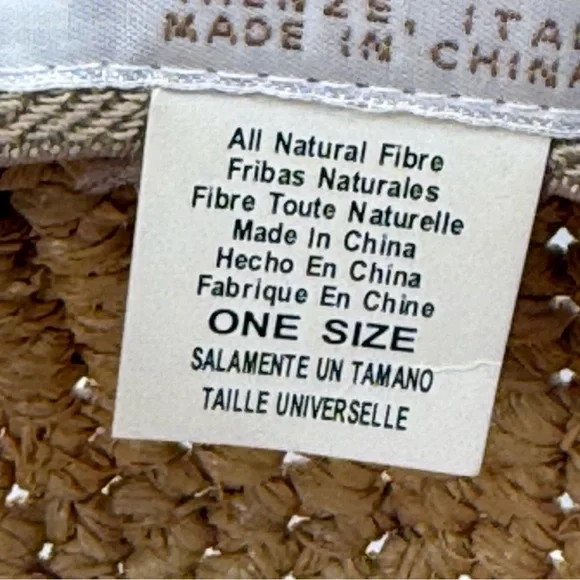 MADE IN CHINA
All Natural Fibre
Fribas Naturales
Fibre Toute Naturelle
Made In China
Hecho En China
Fabrique En Chine
ONE SIZE
SALAMENTE UN TAMANO
TAILLE UNIVERSELLE